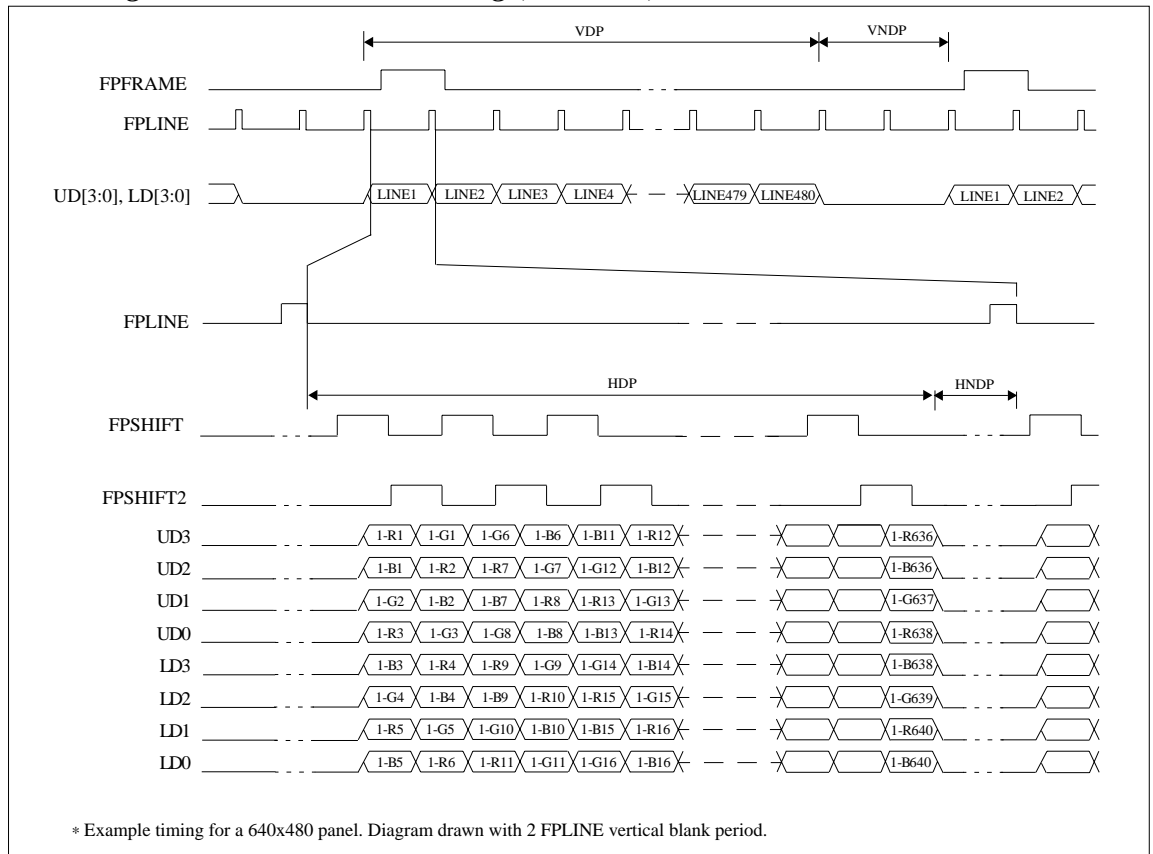 VDP VNDP
FPFRAME
FPLINE
UD[3:0], LD[3:0] LINE1 LINE2 LINE3 LINE4 LINE479 LINE480 LINE1 LINE2
FPLINE
HDP HNDP
FPSHIFT
FPSHIFT2
UD3 1-R1 1-G1 1-G6 1-B6 1-B11 1-R12 1-R636
UD2 1-B1 1-R2 1-R7 1-G7 1-G12 1-B12 1-B636
UD1 1-G2 1-B2 1-B7 1-R8 1-R13 1-G13 1-G637
UD0 1-R3 1-G3 1-G8 1-B8 1-B13 1-R14 1-R638
LD3 1-B3 1-R4 1-R9 1-G9 1-G14 1-B14 1-B638
LD2 1-G4 1-B4 1-B9 1-R10 1-R15 1-G15 1-G639
LD1 1-R5 1-G5 1-G10 1-B10 1-B15 1-R16 1-R640
LD0 1-B5 1-R6 1-R11 1-G11 1-G16 1-B16 1-B640
* Example timing for a 640x480 panel. Diagram drawn with 2 FPLINE vertical blank period.